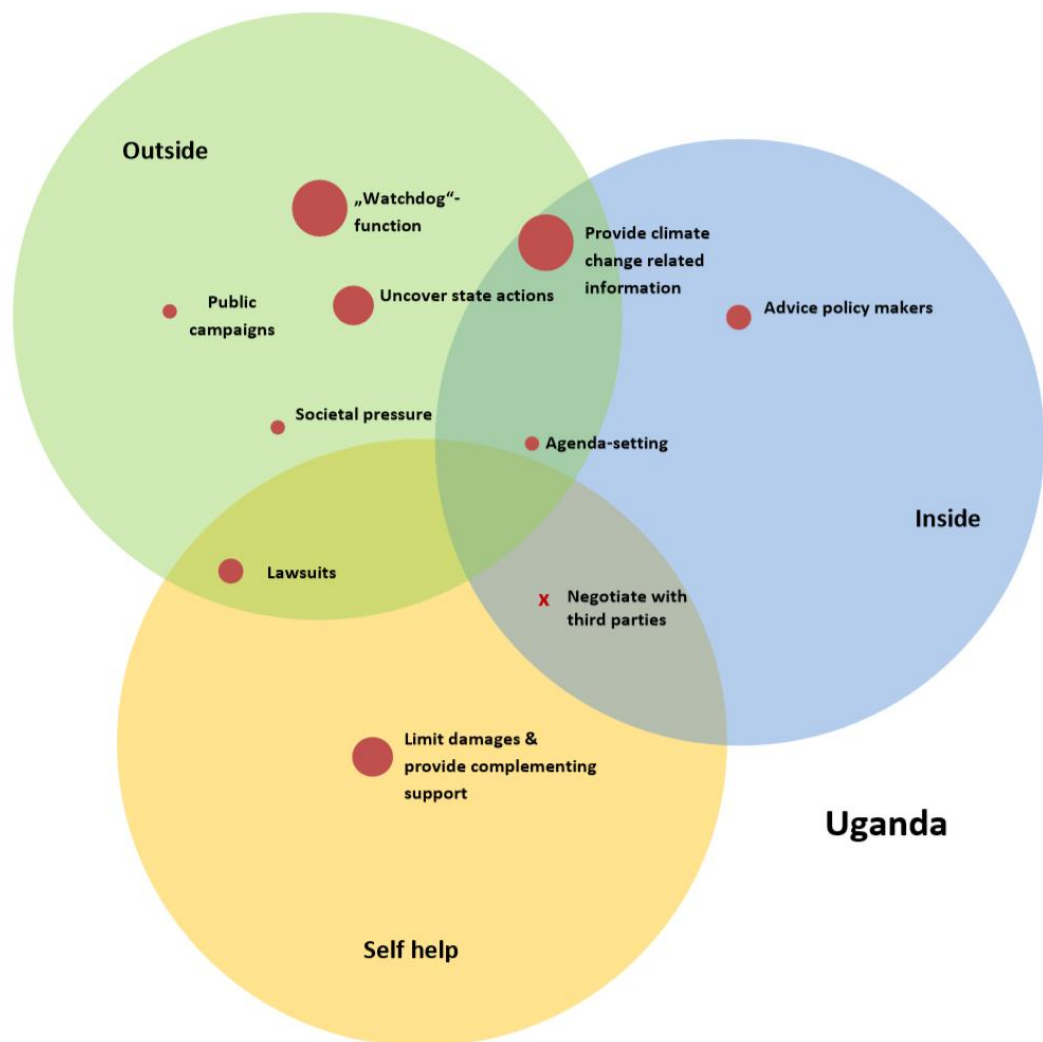 Outside
„Watchdog“-
function
Provide climate
change related
information
Uncover state actions
Public
campaigns
Advice policy makers
Societal pressure
Agenda-setting
Inside
Lawsuits
x
Negotiate with
third parties
Limit damages &
provide complementing
support
Uganda
Self help